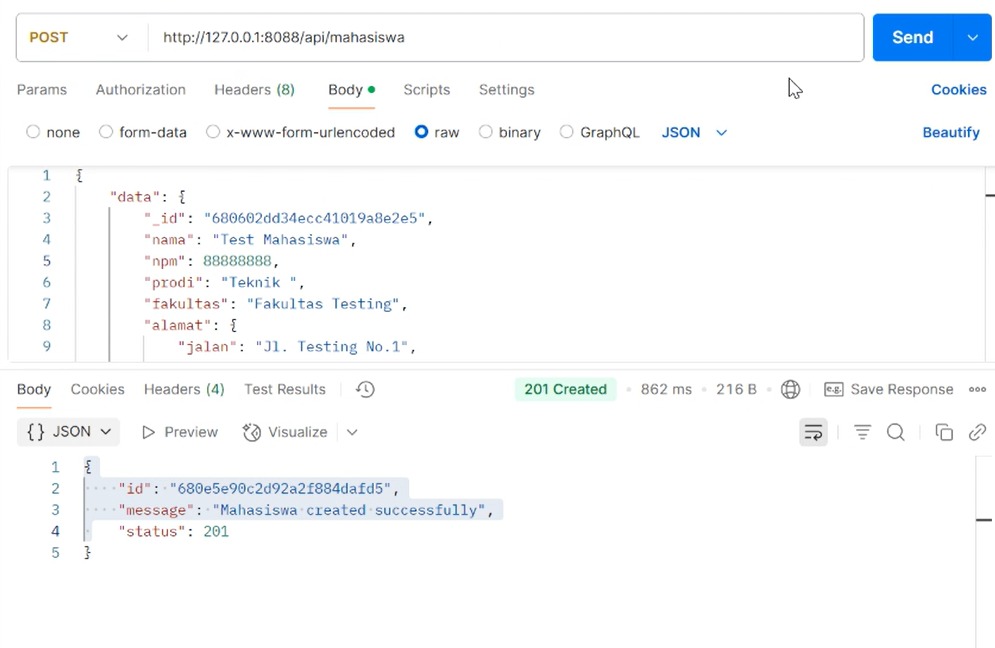 POST http://127.0.0.1:8088/api/mahasiswa Send
Params Authorization Headers (8) Body Scripts Settings Cookies
none form-data x-www-form-urlencoded raw binary GraphQL JSON Beautify
1 {
2 "data": {
3 "_id": "680602dd34ecc41019a8e2e5",
4 "nama": "Test Mahasiswa",
5 "npm": 88888888,
6 "prodi": "Teknik ",
7 "fakultas": "Fakultas Testing",
8 "alamat": {
9 "jalan": "Jl. Testing No.1",
Body Cookies Headers (4) Test Results 201 Created • 862 ms • 216 B • e.g. Save Response
{} JSON Preview Visualize
1 {
2 "id": "680e5e90c2d92a2f884dafd5",
3 "message": "Mahasiswa created successfully",
4 "status": 201
5 }